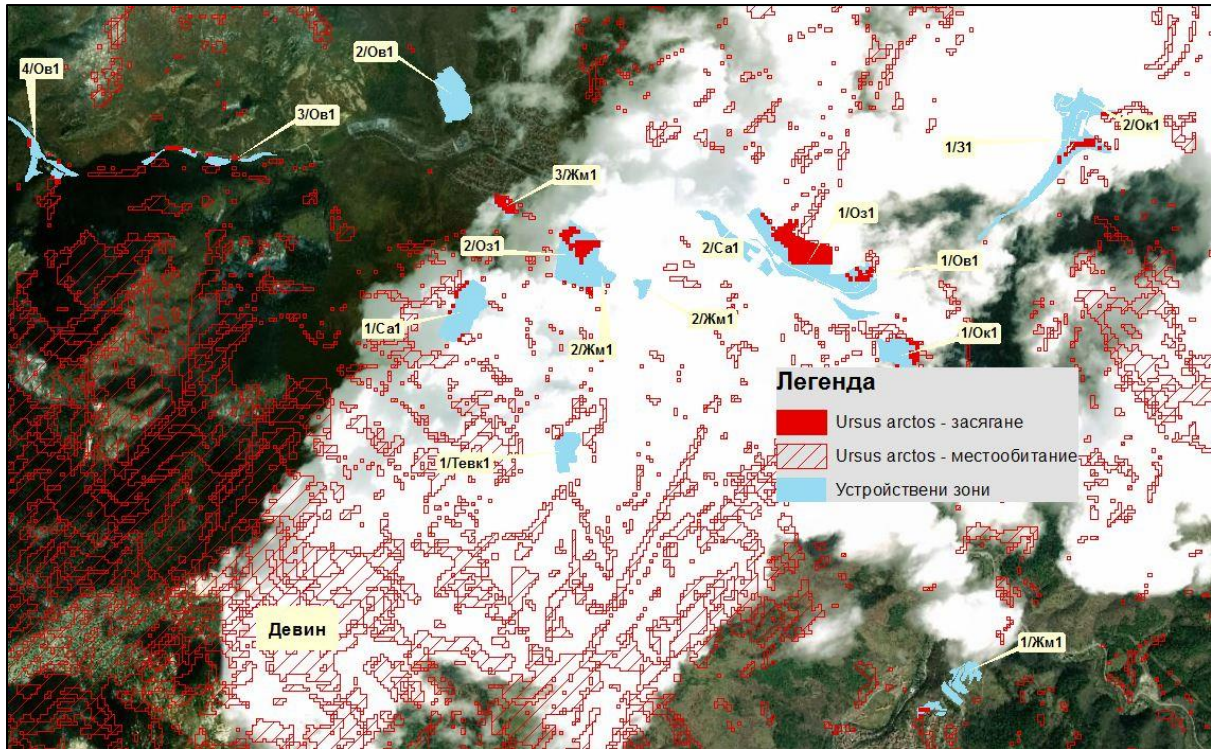 2/Ов1
4/Ов1
3/Ов1
2/Ок1
1/З1
3/Жм1
1/Оз1
2/Оз1
2/Са1
1/Ов1
2/Жм1
1/Са1
1/Ок1
2/Жм1
Легенда
Ursus arctos - засягане
Ursus arctos - местообитание
Устройствени зони
1/Тевк1
Девин
1/Жм1